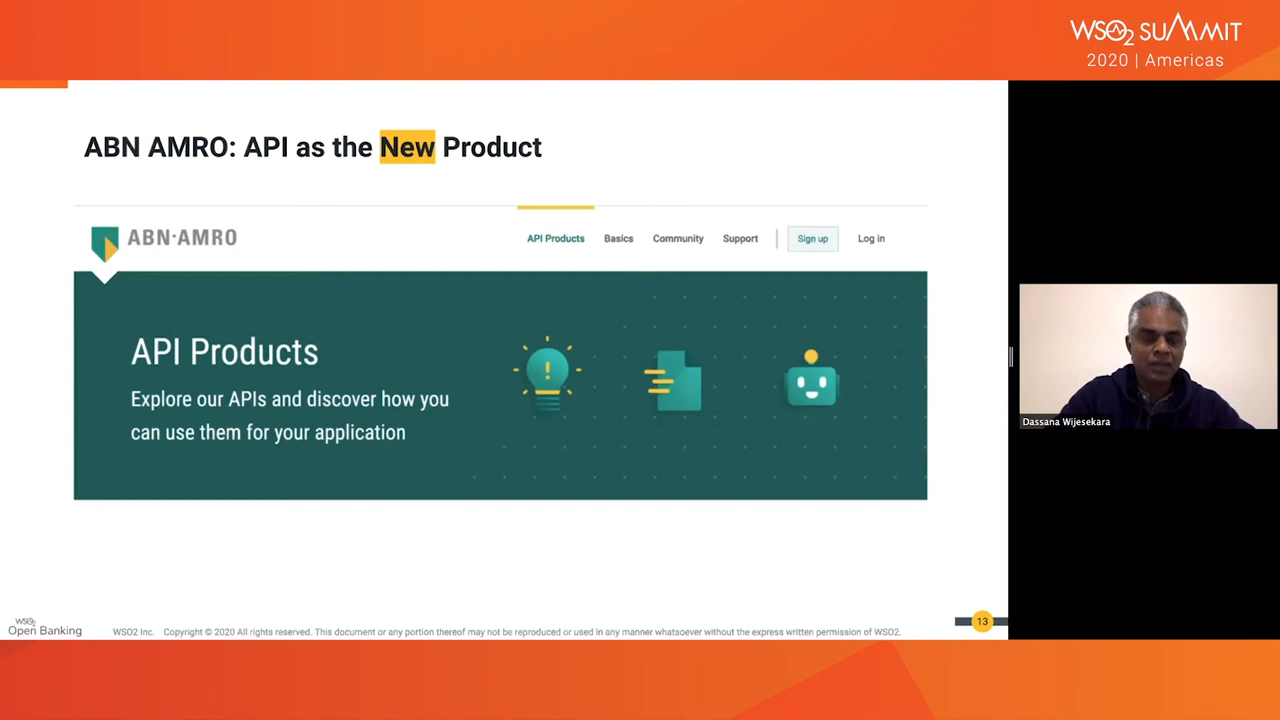 WSO2 SUMMIT
2020 | Americas
ABN AMRO: API as the New Product
ABN·AMRO
API Products
Basics
Community
Support
Sign up
Log in
API Products
Explore our APIs and discover how you
can use them for your application
Dassana Wijesekara
WSO2
Open Banking
WSO2 Inc. Copyright © 2020 All rights reserved. This document or any portion thereof may not be reproduced or used in any manner whatsoever without the express written permission of WSO2.
13